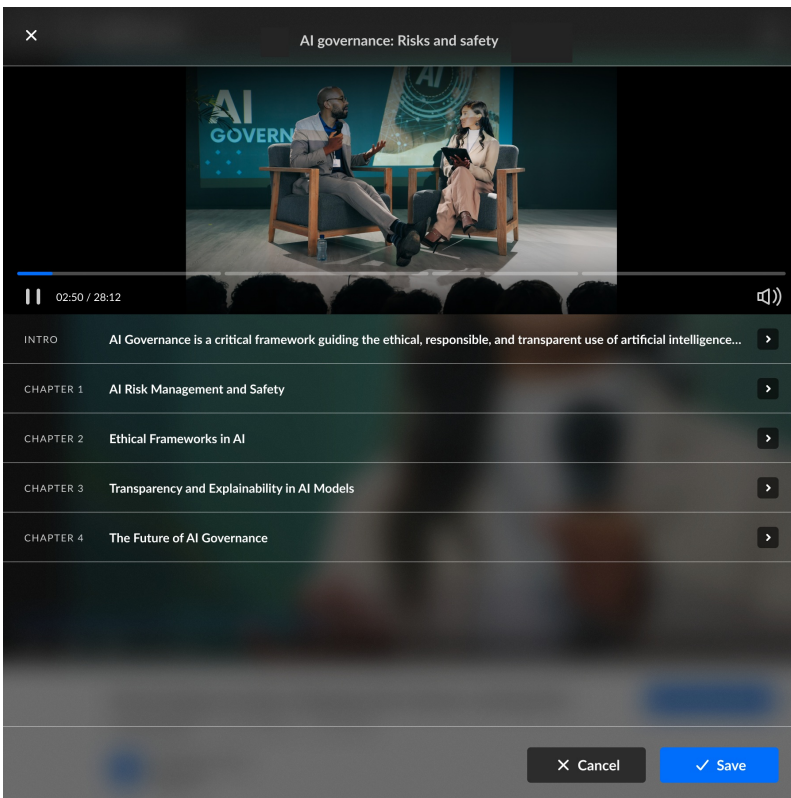 AI governance: Risks and safety
AI
AI
GOVERN
02:50 / 28:12
INTRO AI Governance is a critical framework guiding the ethical, responsible, and transparent use of artificial intelligence...
CHAPTER 1 AI Risk Management and Safety
CHAPTER 2 Ethical Frameworks in AI
CHAPTER 3 Transparency and Explainability in AI Models
CHAPTER 4 The Future of AI Governance
Cancel Save